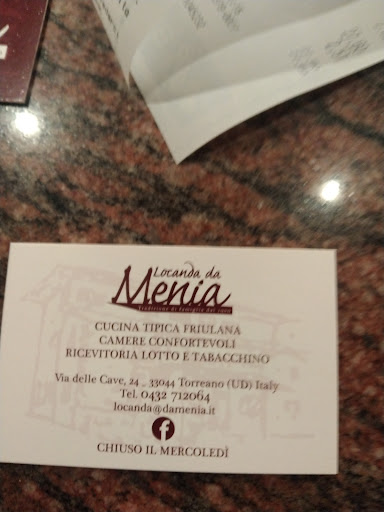 Locanda da
Menia
Tradizione di famiglia dal 1900
CUCINA TIPICA FRIULANA
CAMERE CONFORTEVOLI
RICEVITORIA LOTTO E TABACCHINO
Via delle Cave, 24 _ 33044 Torreano (UD) Italy
Tel. 0432 712064
locanda@damenia.it
f
CHIUSO IL MERCOLEDÌ